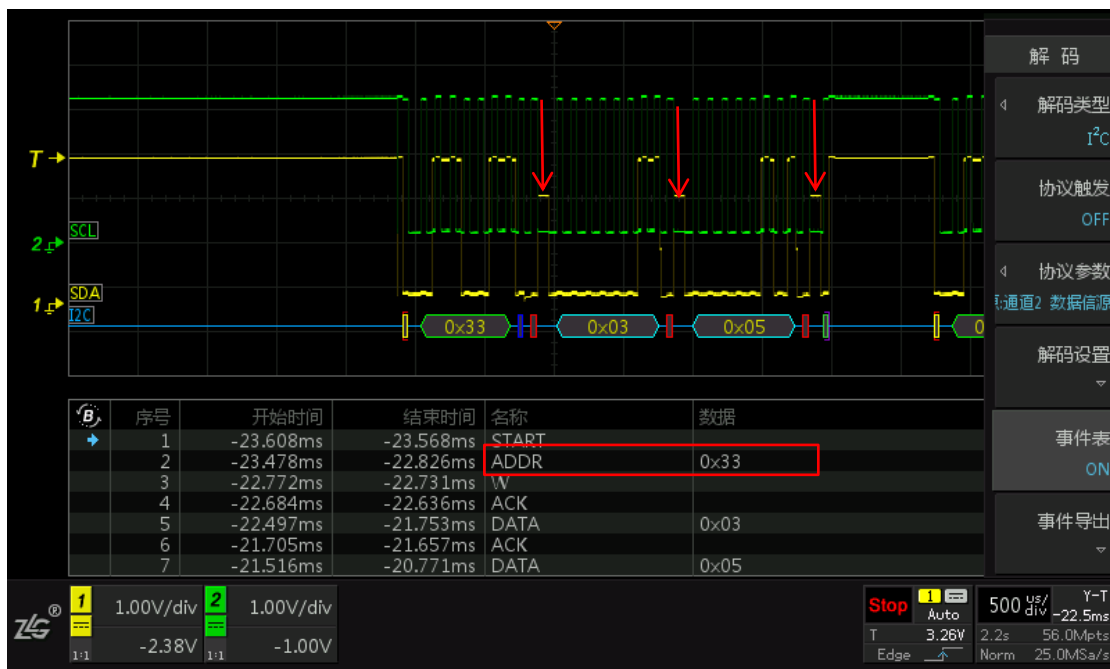 解 码
解码类型
I²C
T
协议触发
OFF
SCL
2
协议参数
SDA
1
:通道2 数据信源
I2C
0x33
0x03
0x05
0
解码设置
B
序号 开始时间 结束时间 名称 数据
1 -23.608ms -23.568ms START
2 -23.478ms -22.826ms ADDR 0x33
3 -22.772ms -22.731ms W
4 -22.684ms -22.636ms ACK
5 -22.497ms -21.753ms DATA 0x03
6 -21.705ms -21.657ms ACK
7 -21.516ms -20.771ms DATA 0x05
事件表
ON
事件导出
ZLG®
1 1.00V/div 2 1.00V/div
1:1 -2.38V 1:1 -1.00V
Stop 1 Auto
T 3.26V
Edge
500 us/div Y-T
-22.5ms
2.2s 56.0Mpts
Norm 25.0MSa/s